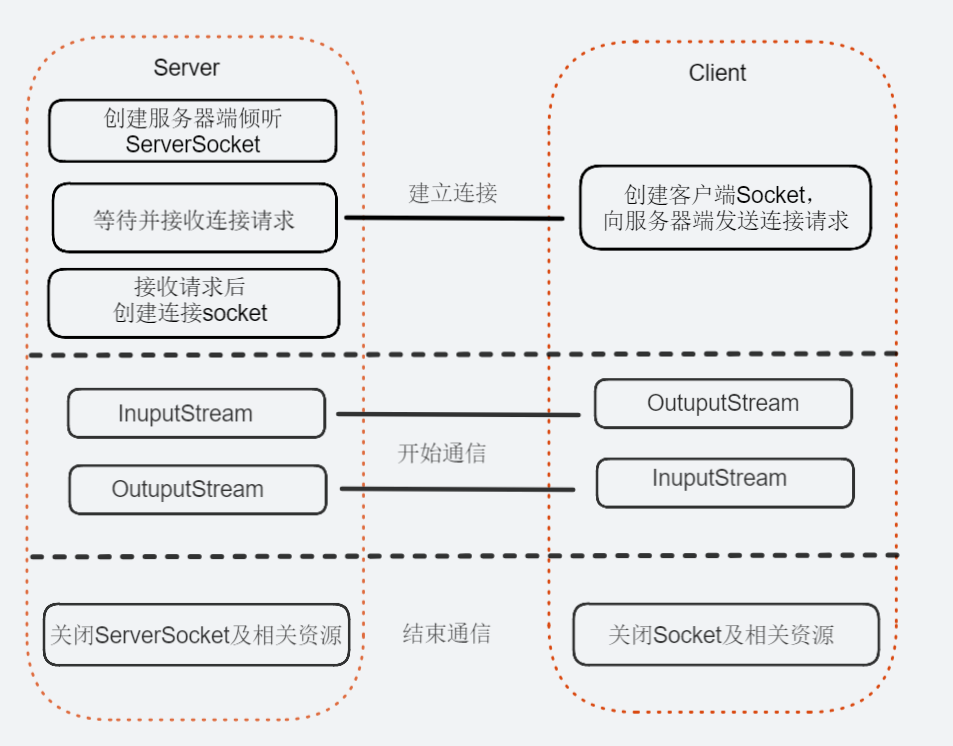 Server
Client
创建服务器端倾听
ServerSocket
等待并接收连接请求
建立连接
创建客户端Socket，
向服务器端发送连接请求
接收请求后
创建连接socket
InuputStream
OutuputStream
开始通信
OutuputStream
InuputStream
关闭ServerSocket及相关资源
结束通信
关闭Socket及相关资源